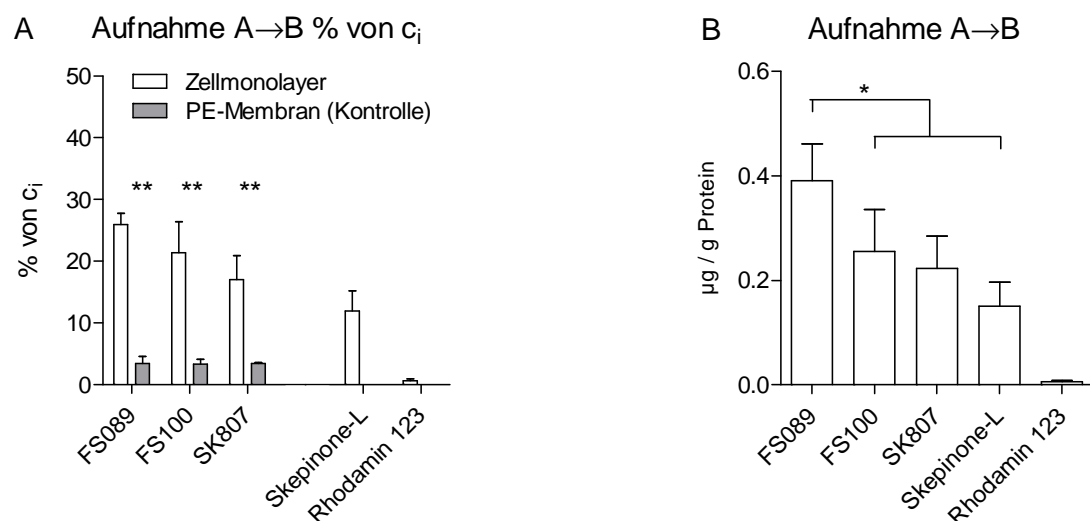 A
Aufnahme A→B % von cᵢ
Zellmonolayer
PE-Membran (Kontrolle)
% von cᵢ
50
40
30
20
10
0
** ** **
FS089
FS100
SK807
Skepinone-L
Rhodamin 123
B
Aufnahme A→B
µg / g Protein
0.6
0.4
0.2
0.0
*
FS089
FS100
SK807
Skepinone-L
Rhodamin 123